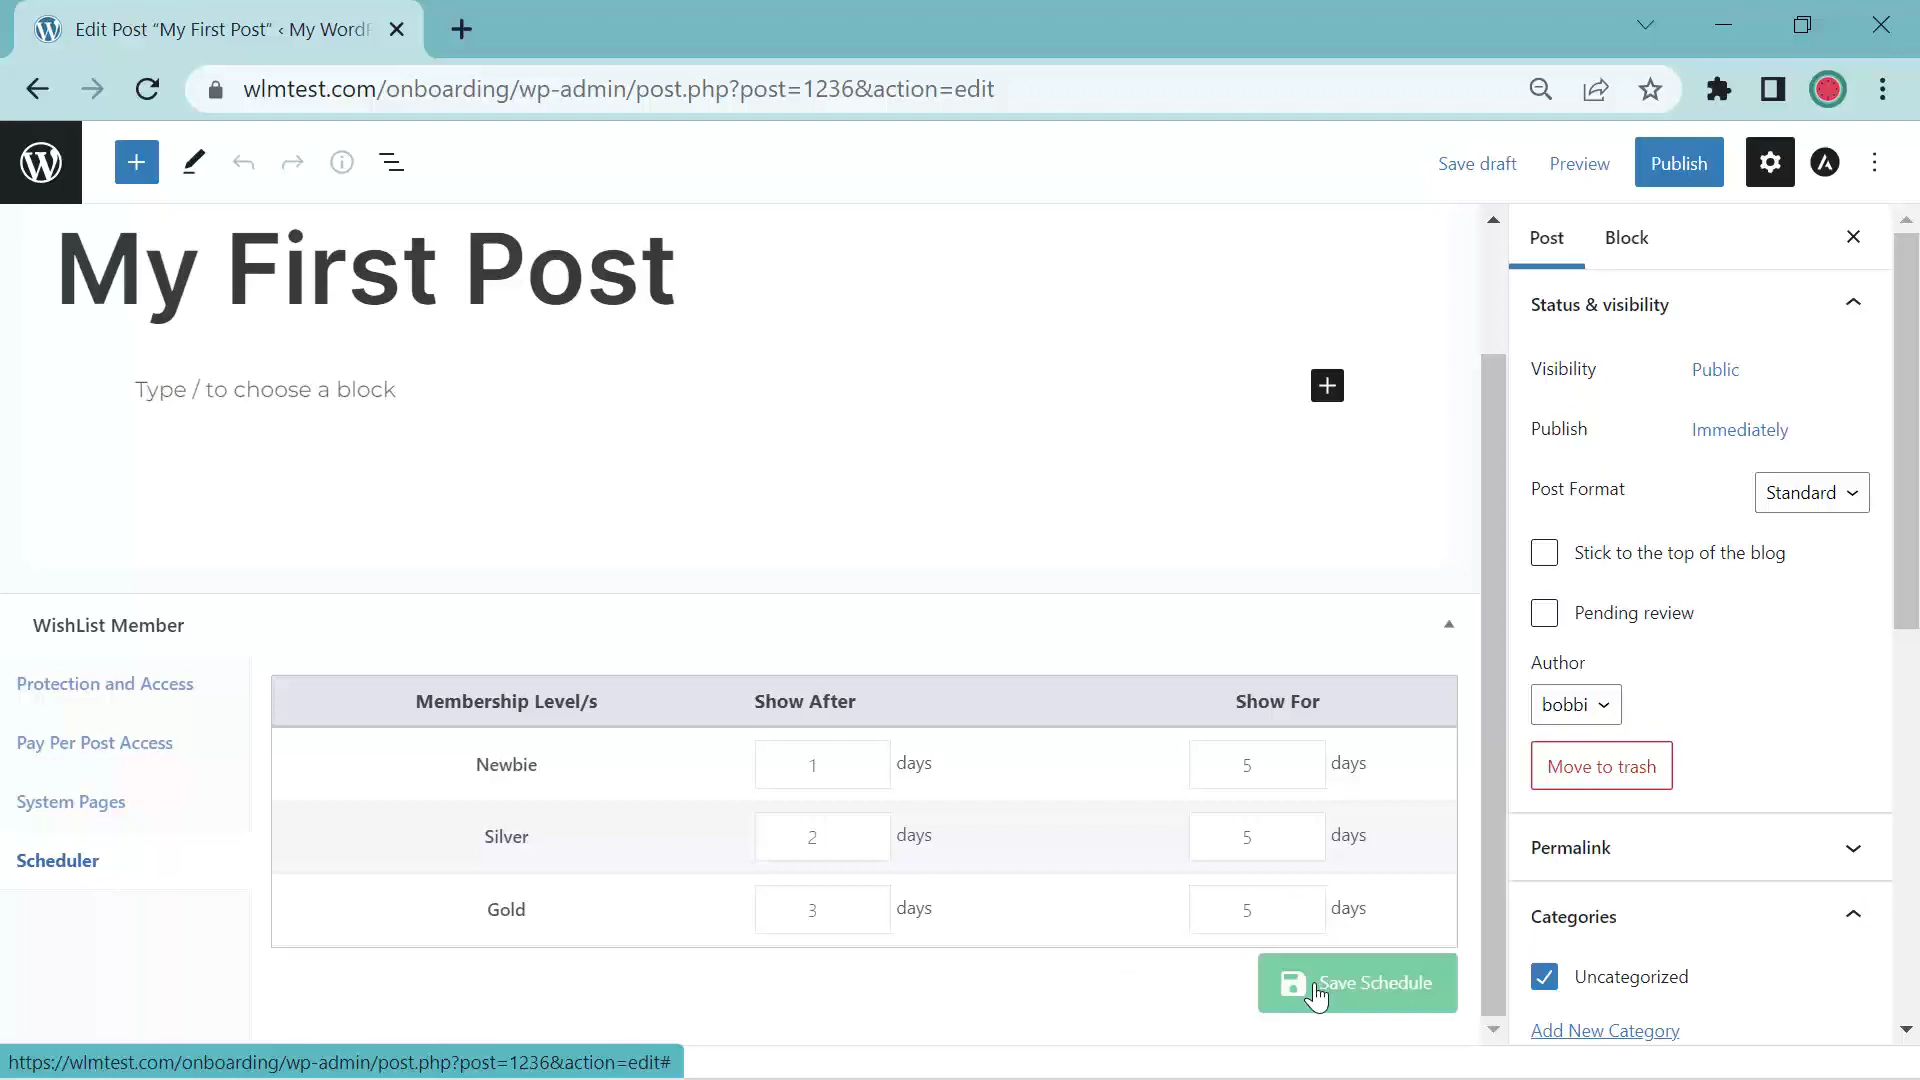 Edit Post “My First Post” ‹ My WordP
wlmtest.com/onboarding/wp-admin/post.php?post=1236&action=edit
Save draft
Preview
Publish
My First Post
Type / to choose a block
Post
Block
Status & visibility
Visibility
Public
Publish
Immediately
Post Format
Standard
Stick to the top of the blog
Pending review
Author
bobbi
Move to trash
Permalink
Categories
Uncategorized
Add New Category
WishList Member
Protection and Access
Pay Per Post Access
System Pages
Scheduler
Membership Level/s Show After Show For
Newbie 1 days 5 days
Silver 2 days 5 days
Gold 3 days 5 days
Save Schedule
https://wlmtest.com/onboarding/wp-admin/post.php?post=1236&action=edit#